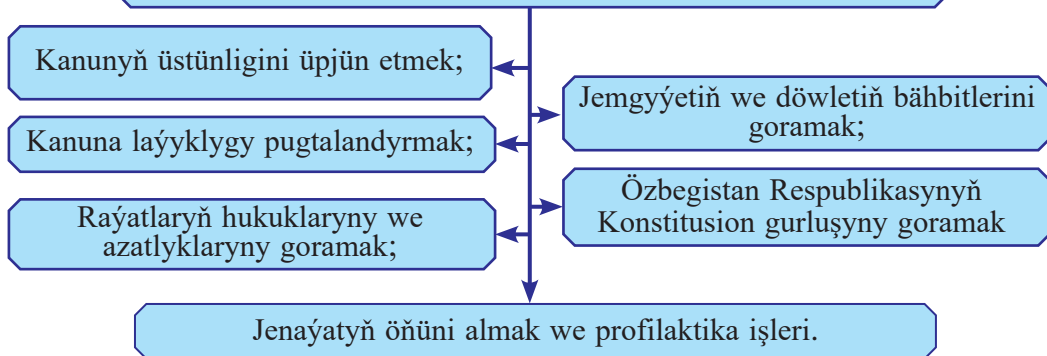 Kanunyň üstünligini üpjün etmek;
Jemgyýetiň we döwletiň bähbitlerini
goramak;
Kanuna laýyklygy pugtalandyrmak;
Özbegistan Respublikasynyň
Konstitusion gurluşyny goramak
Raýatlaryň hukuklaryny we
azatlyklaryny goramak;
Jenaýatyň öňüni almak we profilaktika işleri.